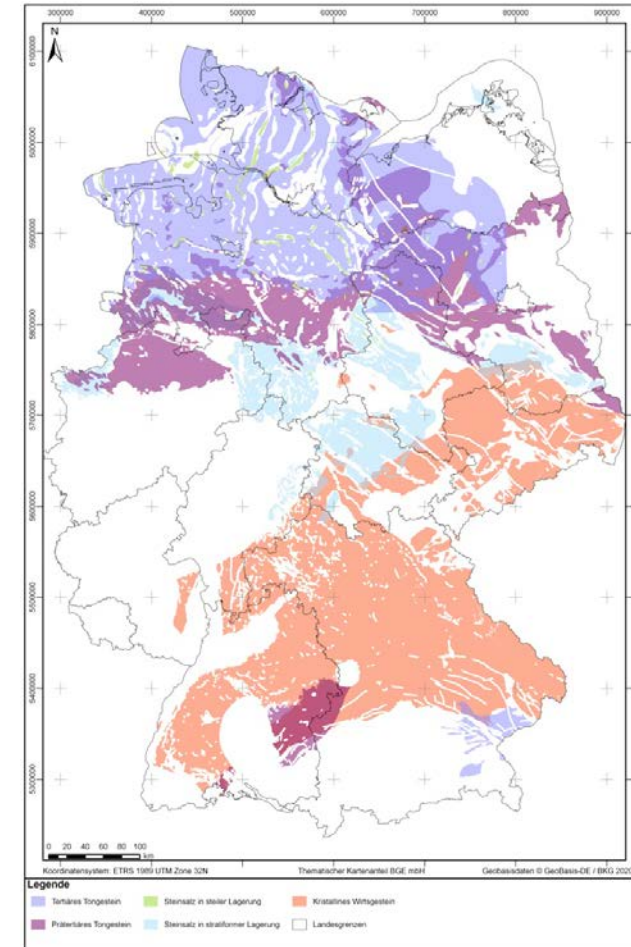 300000 400000 500000 600000 700000 800000 900000
N
6100000
6000000
5900000
5800000
5700000
5600000
5500000
5400000
5300000
0 20 40 60 80 100
km
Koordinatensystem: ETRS 1989 UTM Zone 32N Thematischer Kartenanteil BGE mbH Geobasisdaten © GeoBasis-DE / BKG 2020
Legende
Tertiäres Tongestein Steinsalz in steiler Lagerung Kristallines Wirtsgestein
Prätertiäres Tongestein Steinsalz in stratiformer Lagerung Landesgrenzen